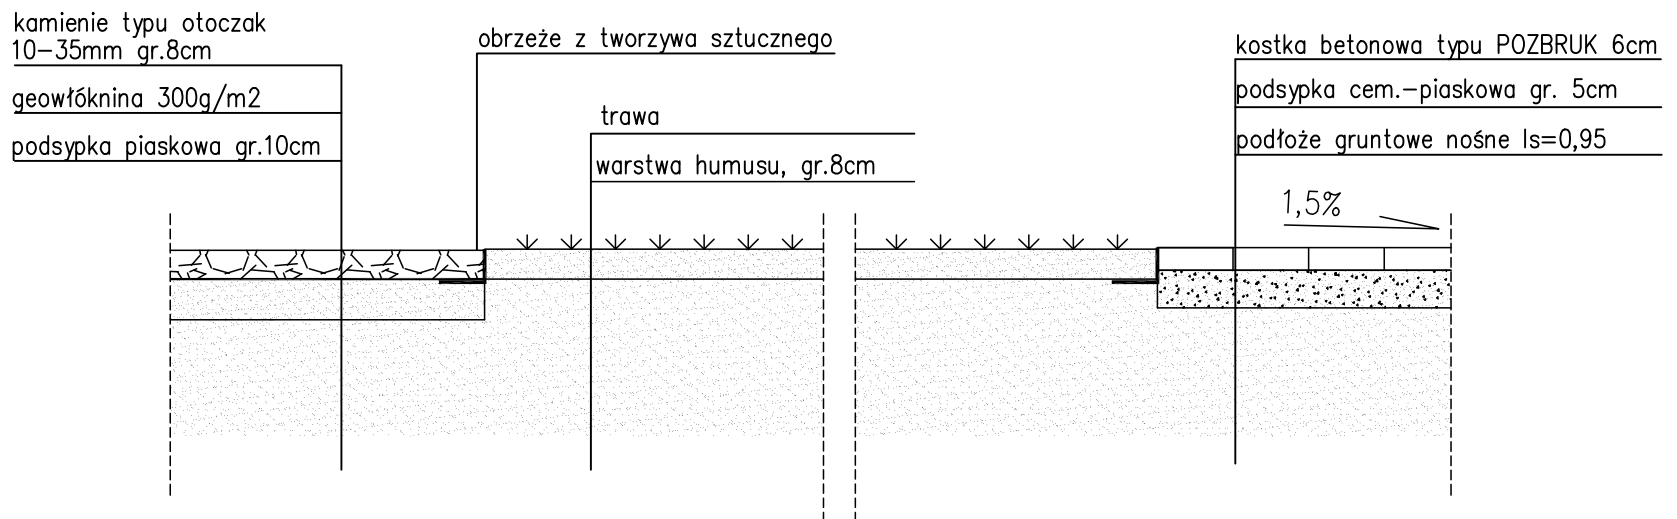 kamienie typu otoczak
10-35mm gr.8cm
geowłóknina 300g/m2
podsypka piaskowa gr.10cm
obrzeże z tworzywa sztucznego
trawa
warstwa humusu, gr.8cm
kostka betonowa typu POZBRUK 6cm
podsypka cem.-piaskowa gr. 5cm
podłoże gruntowe nośne Is=0,95
1,5%